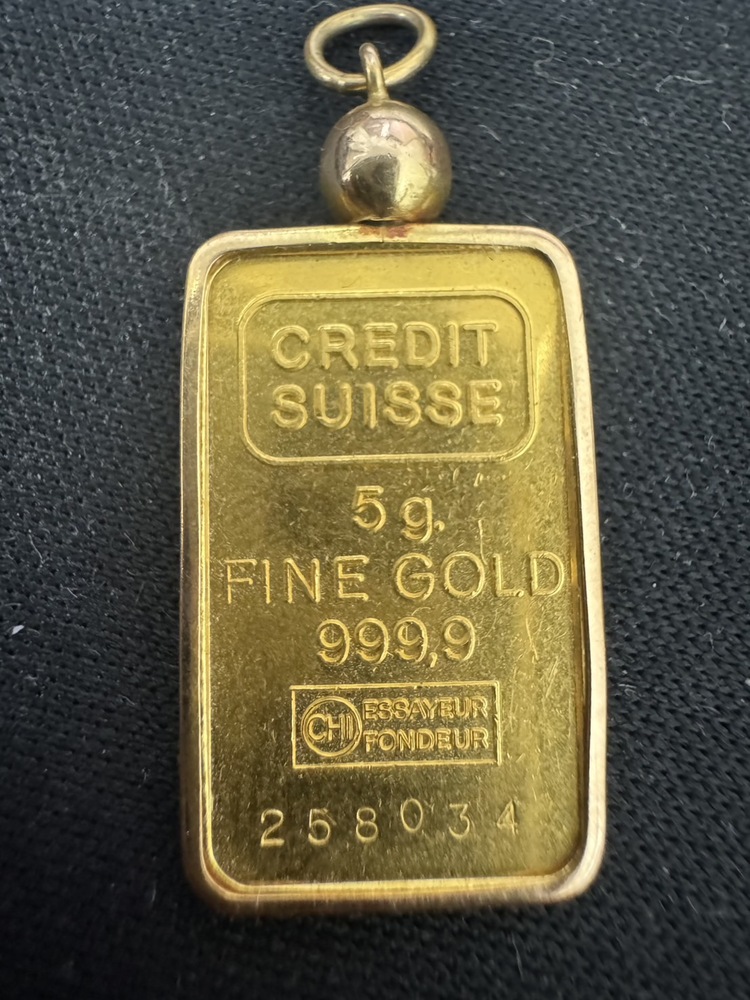 CREDIT
SUISSE
5 g.
FINE GOLD
999,9
CHI ESSAYEUR
FONDEUR
258034